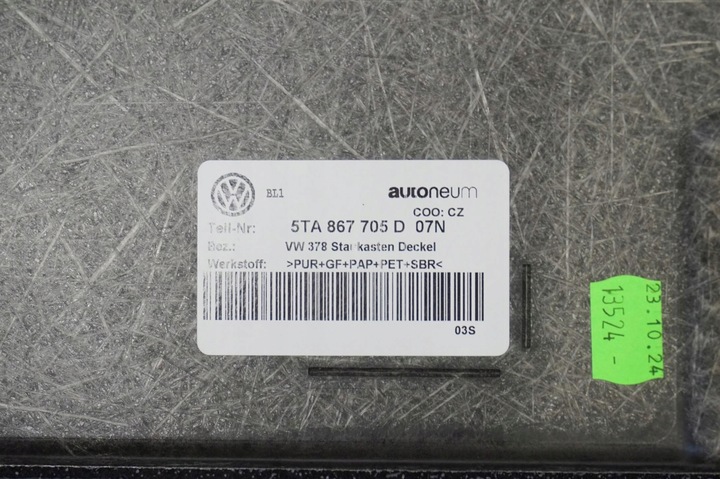 BL1
autoneum
COO: CZ
Teil-Nr: 5TA 867 705 D 07N
Bez.: VW 378 Staukasten Deckel
Werkstoff: >PUR+GF+PAP+PET+SBR<
03S
23.10.24
13524 -